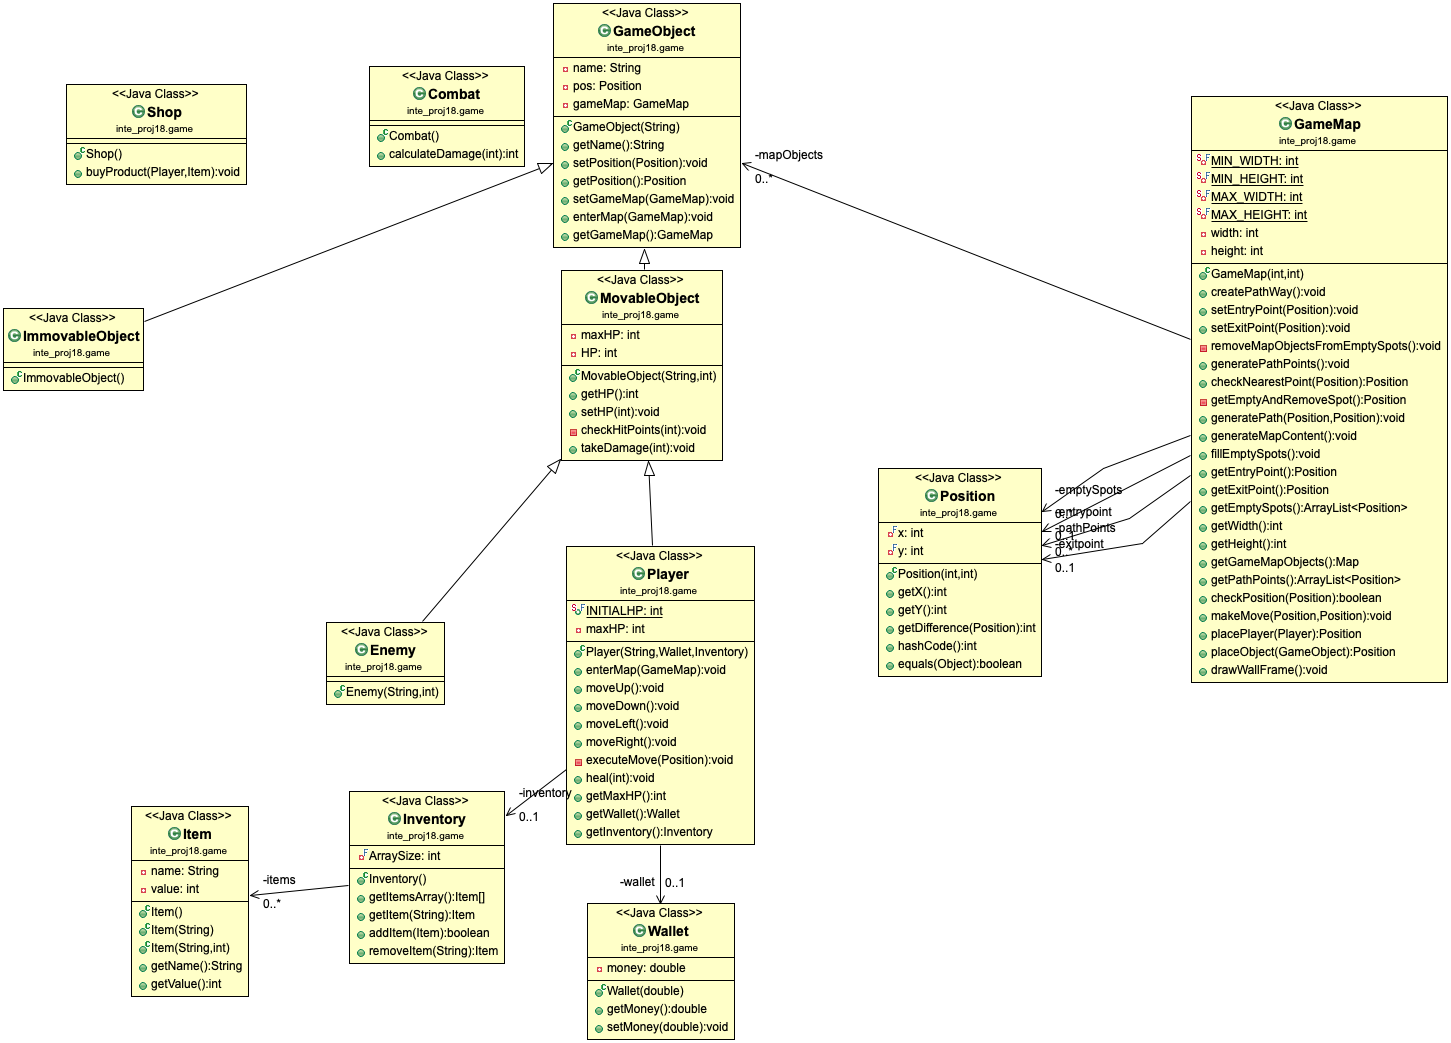 <<Java Class>>
GameObject
inte_proj18.game
name: String
pos: Position
gameMap: GameMap
GameObject(String)
getName():String
setPosition(Position):void
getPosition():Position
setGameMap(GameMap):void
enterMap(GameMap):void
getGameMap():GameMap
<<Java Class>>
Combat
inte_proj18.game
Combat()
calculateDamage(int):int
<<Java Class>>
Shop
inte_proj18.game
Shop()
buyProduct(Player,Item):void
<<Java Class>>
GameMap
inte_proj18.game
MIN_WIDTH: int
MIN_HEIGHT: int
MAX_WIDTH: int
MAX_HEIGHT: int
width: int
height: int
GameMap(int,int)
createPathWay():void
setEntryPoint(Position):void
setExitPoint(Position):void
removeMapObjectsFromEmptySpots():void
generatePathPoints():void
checkNearestPoint(Position):Position
getEmptyAndRemoveSpot():Position
generatePath(Position,Position):void
generateMapContent():void
fillEmptySpots():void
getEntryPoint():Position
getExitPoint():Position
getEmptySpots():ArrayList<Position>
getWidth():int
getHeight():int
getGameMapObjects():Map
getPathPoints():ArrayList<Position>
checkPosition(Position):boolean
makeMove(Position,Position):void
placePlayer(Player):Position
placeObject(GameObject):Position
drawWallFrame():void
-mapObjects
0..*
<<Java Class>>
MovableObject
inte_proj18.game
maxHP: int
HP: int
MovableObject(String,int)
getHP():int
setHP(int):void
checkHitPoints(int):void
takeDamage(int):void
<<Java Class>>
ImmovableObject
inte_proj18.game
ImmovableObject()
<<Java Class>>
Position
inte_proj18.game
x: int
y: int
Position(int,int)
getX():int
getY():int
getDifference(Position):int
hashCode():int
equals(Object):boolean
-emptySpots
0..*
-entrypoint
0..1
-pathPoints
0..*
-exitpoint
0..1
<<Java Class>>
Player
inte_proj18.game
INITIALHP: int
maxHP: int
Player(String,Wallet,Inventory)
enterMap(GameMap):void
moveUp():void
moveDown():void
moveLeft():void
moveRight():void
executeMove(Position):void
heal(int):void
getMaxHP():int
getWallet():Wallet
getInventory():Inventory
<<Java Class>>
Enemy
inte_proj18.game
Enemy(String,int)
-inventory
0..1
<<Java Class>>
Inventory
inte_proj18.game
ArraySize: int
Inventory()
getItemsArray():Item[]
getItem(String):Item
addItem(Item):boolean
removeItem(String):Item
<<Java Class>>
Item
inte_proj18.game
name: String
value: int
Item()
Item(String)
Item(String,int)
getName():String
getValue():int
-items
0..*
-wallet
0..1
<<Java Class>>
Wallet
inte_proj18.game
money: double
Wallet(double)
getMoney():double
setMoney(double):void